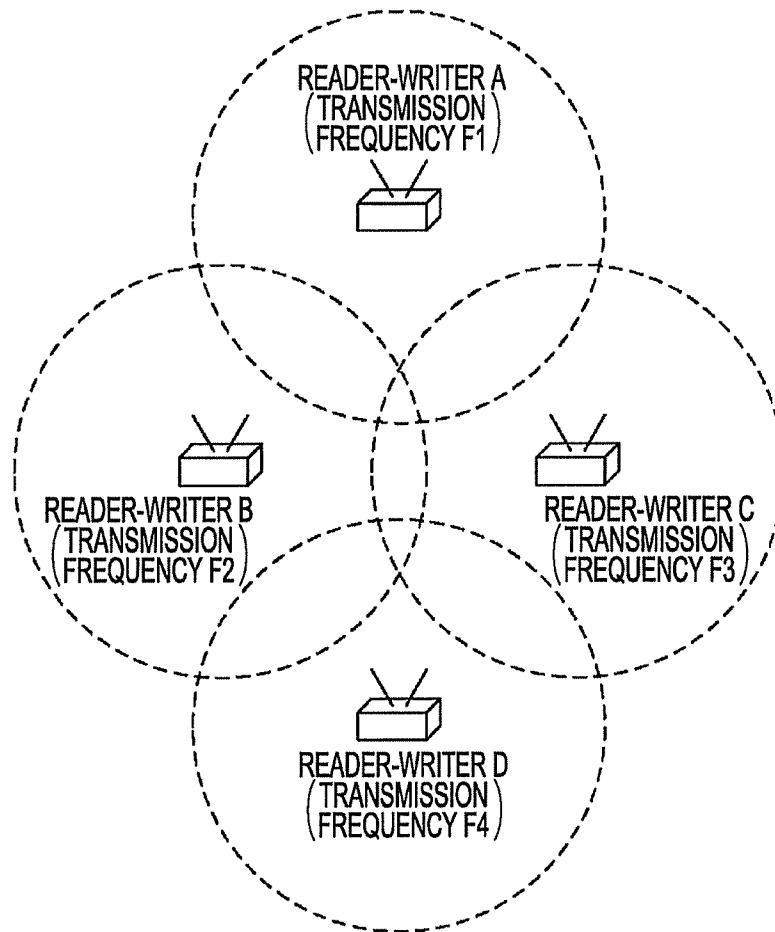 READER-WRITER A
(TRANSMISSION
FREQUENCY F1)
READER-WRITER B
(TRANSMISSION
FREQUENCY F2)
READER-WRITER C
(TRANSMISSION
FREQUENCY F3)
READER-WRITER D
(TRANSMISSION
FREQUENCY F4)